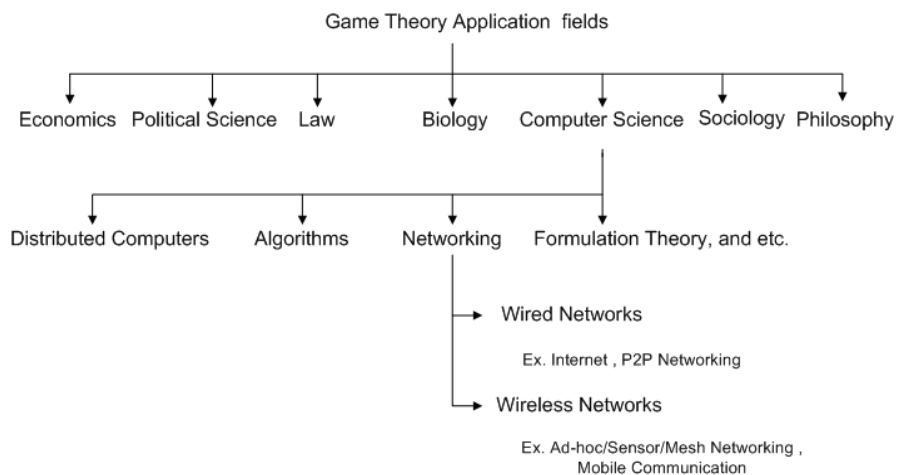 Game Theory Application fields
Economics Political Science Law Biology Computer Science Sociology Philosophy
Distributed Computers Algorithms Networking Formulation Theory, and etc.
Wired Networks
Ex. Internet , P2P Networking
Wireless Networks
Ex. Ad-hoc/Sensor/Mesh Networking ,
Mobile Communication